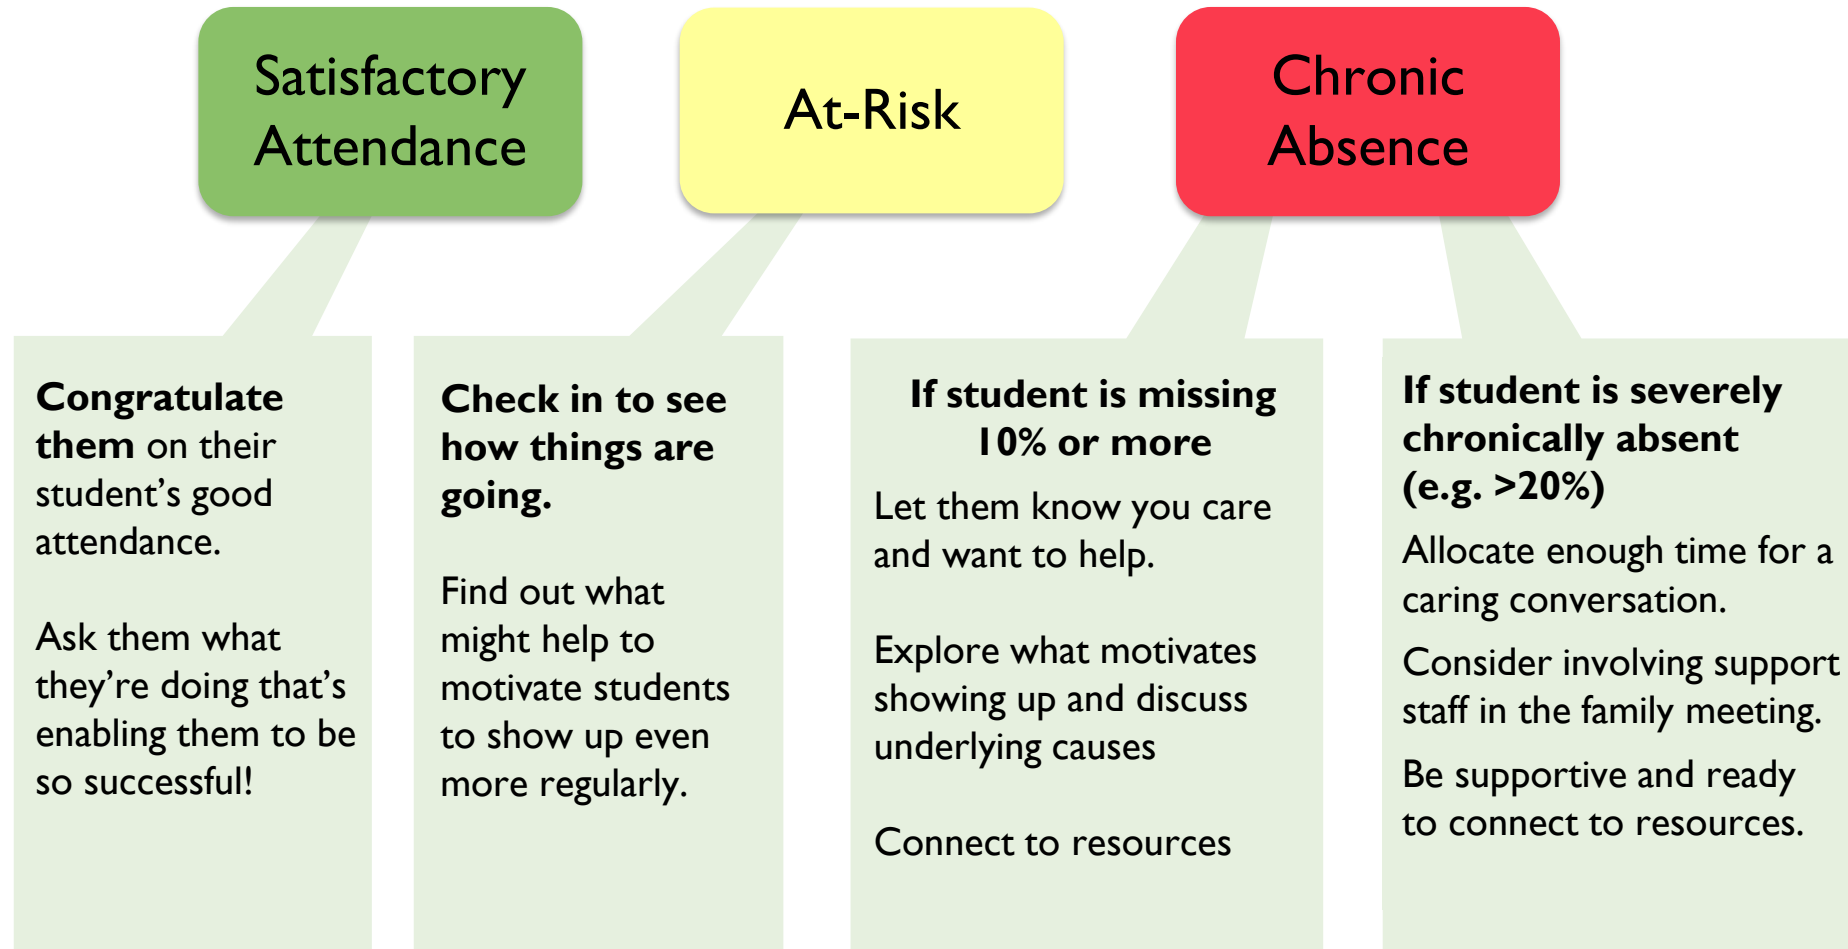 Satisfactory
Attendance
At-Risk
Chronic
Absence
Congratulate
them on their
student’s good
attendance.
Ask them what
they’re doing that’s
enabling them to be
so successful!
Check in to see
how things are
going.
Find out what
might help to
motivate students
to show up even
more regularly.
If student is missing
10% or more
Let them know you care
and want to help.
Explore what motivates
showing up and discuss
underlying causes
Connect to resources
If student is severely
chronically absent
(e.g. >20%)
Allocate enough time for a
caring conversation.
Consider involving support
staff in the family meeting.
Be supportive and ready
to connect to resources.